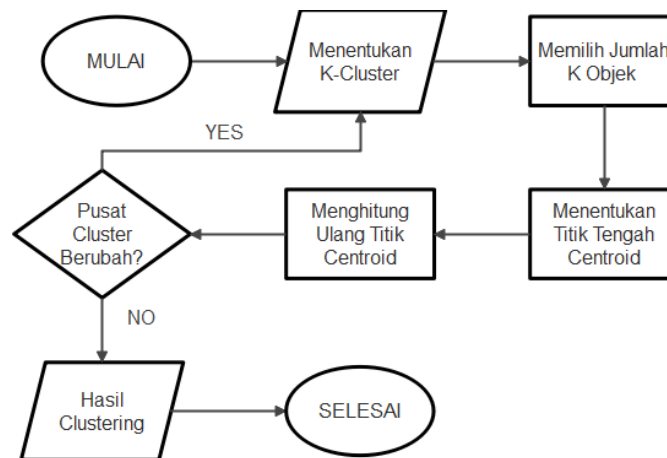 MULAI
Menentukan
K-Cluster
Memilih Jumlah
K Objek
YES
Pusat
Cluster
Berubah?
Menghitung
Ulang Titik
Centroid
Menentukan
Titik Tengah
Centroid
NO
Hasil
Clustering
SELESAI